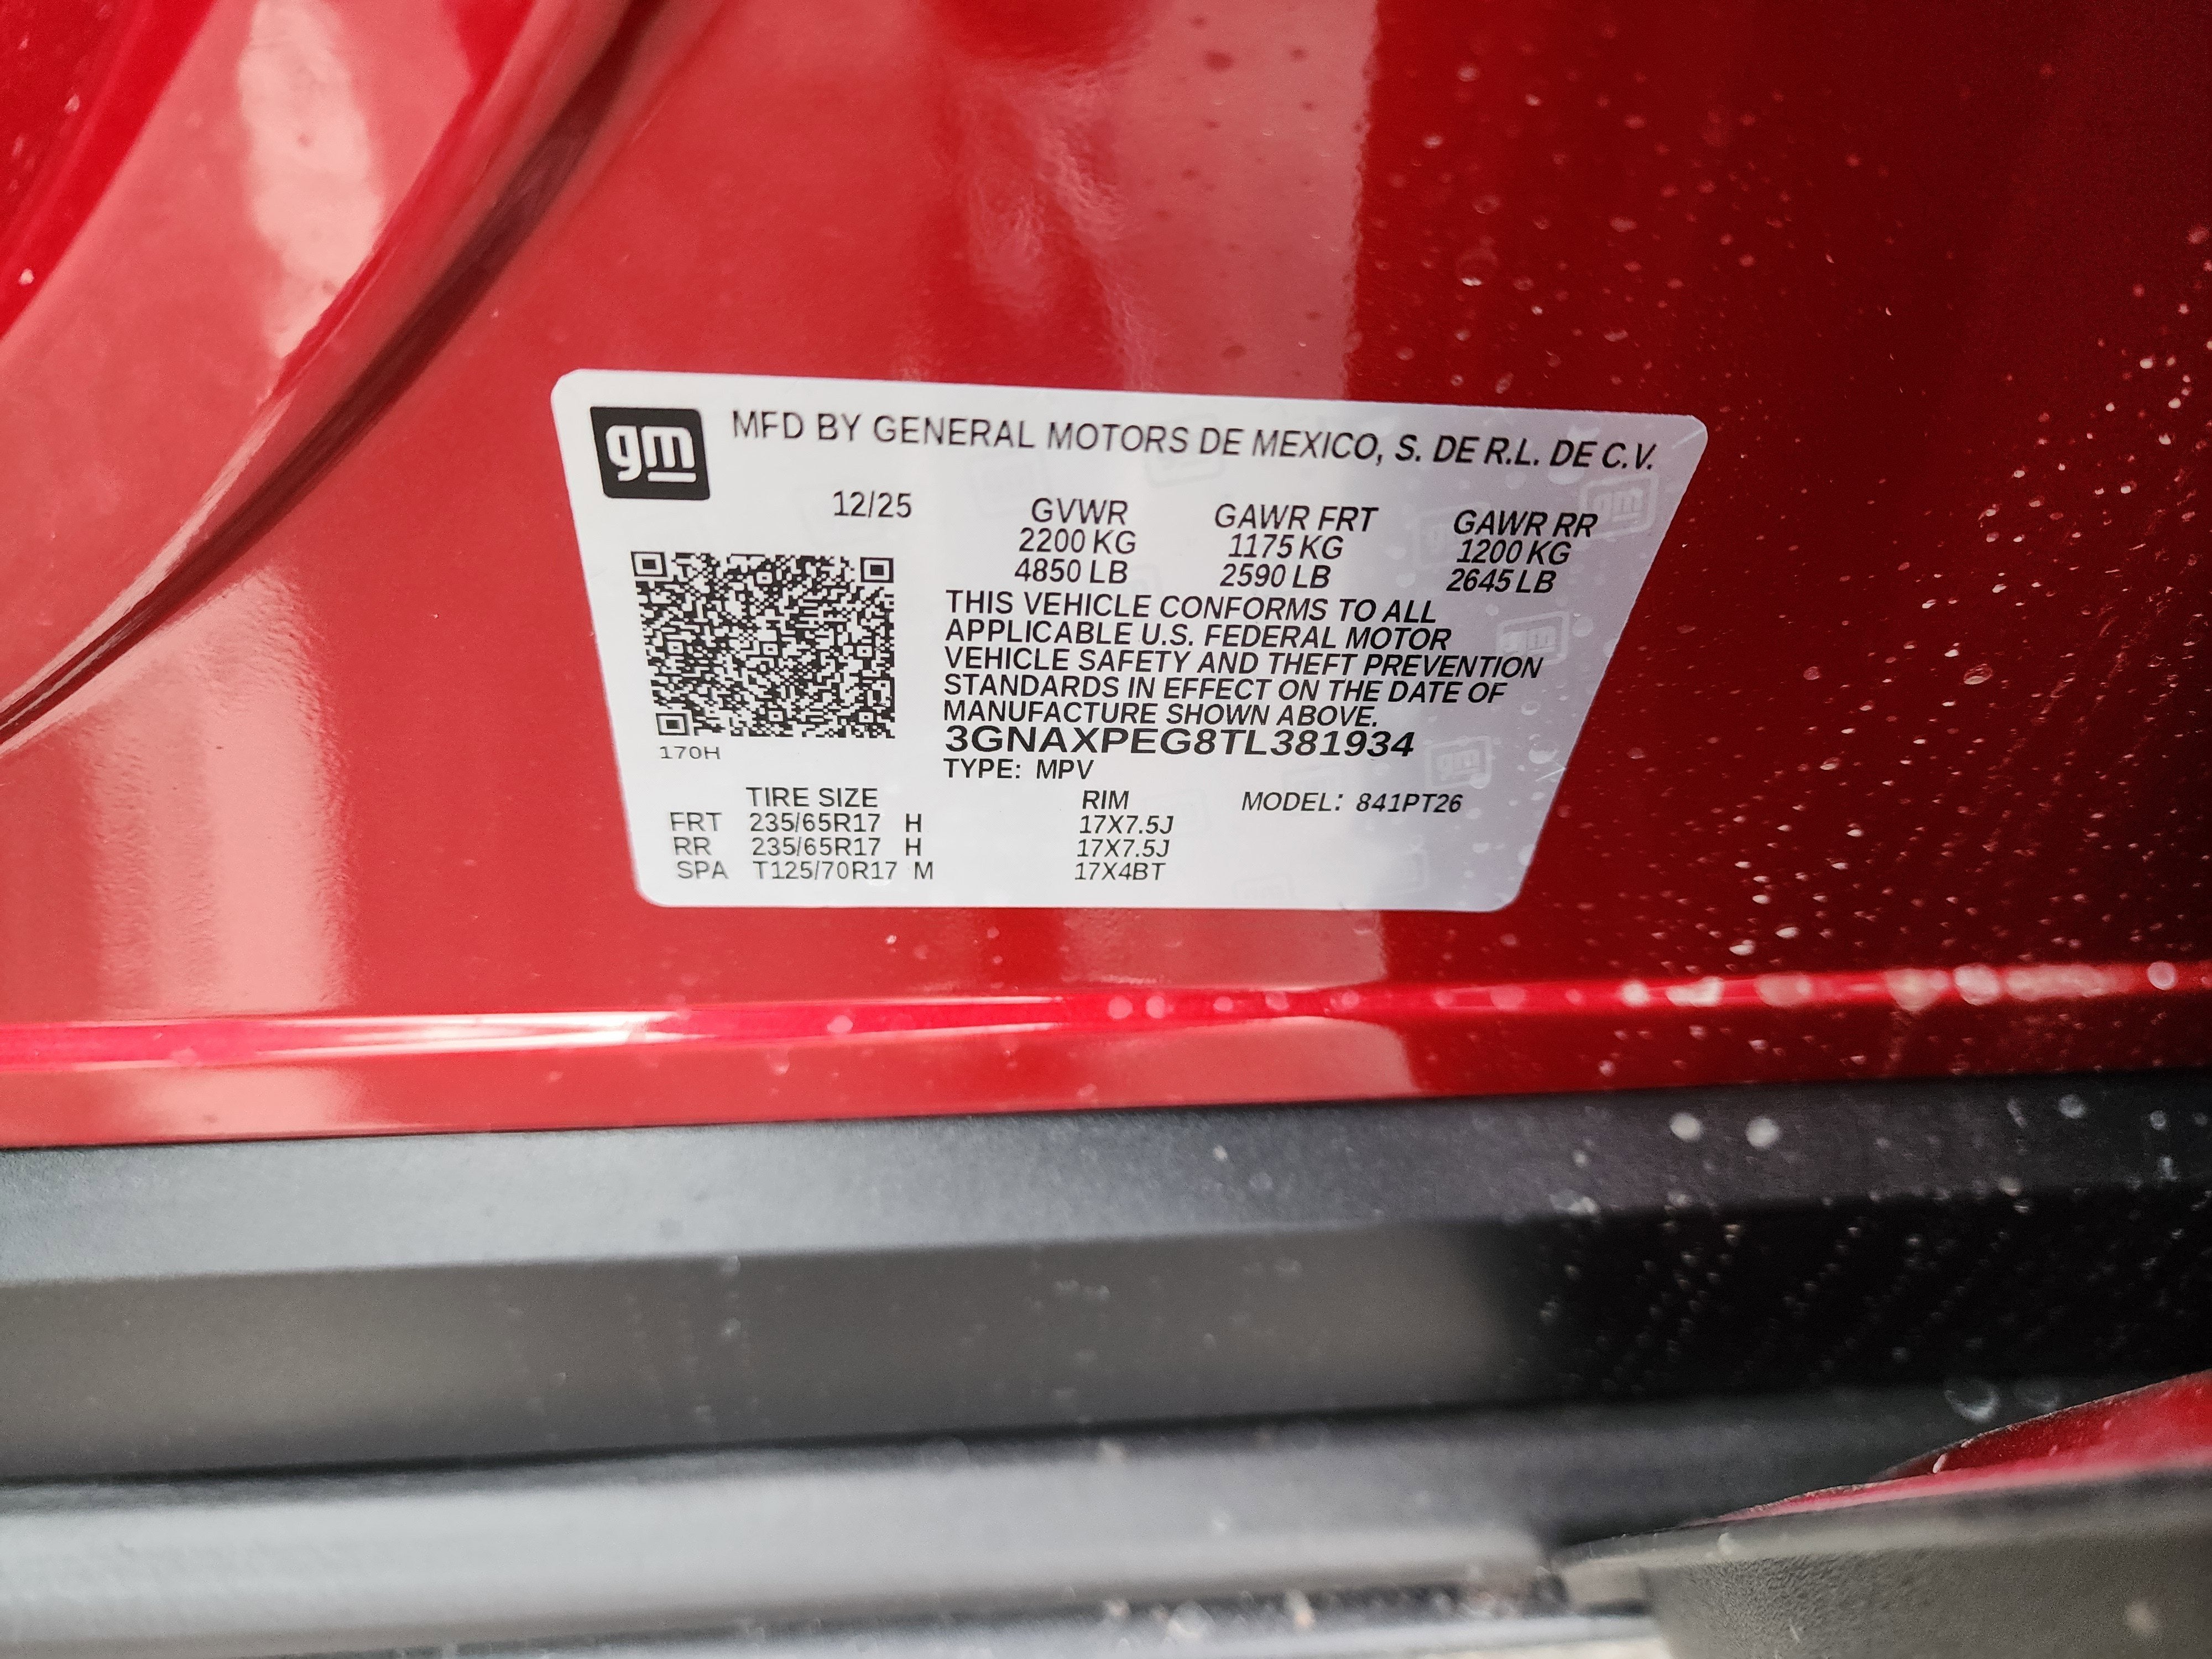 gm MFD BY GENERAL MOTORS DE MEXICO, S. DE R.L. DE C.V.
12/25 GVWR GAWR FRT GAWR RR
2200 KG 1175 KG 1200 KG
4850 LB 2590 LB 2645 LB
THIS VEHICLE CONFORMS TO ALL
APPLICABLE U.S. FEDERAL MOTOR
VEHICLE SAFETY AND THEFT PREVENTION
STANDARDS IN EFFECT ON THE DATE OF
MANUFACTURE SHOWN ABOVE.
3GNAXPEG8TL381934
170H
TYPE: MPV
TIRE SIZE RIM MODEL: 841PT26
FRT 235/65R17 H 17X7.5J
RR 235/65R17 H 17X7.5J
SPA T125/70R17 M 17X4BT